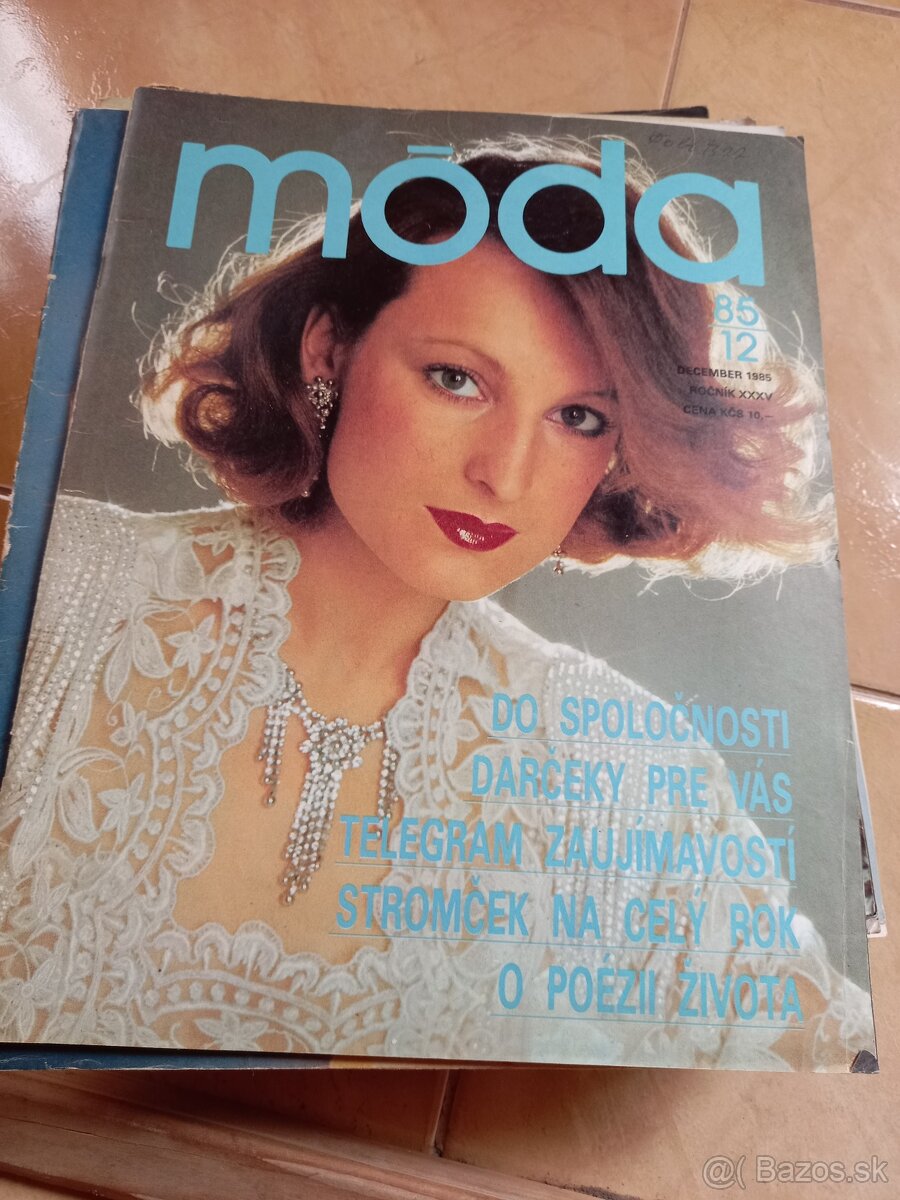 móda
85
12
DECEMBER 1985
ROČNÍK XXXV
CENA KČS 10,–
DO SPOLOČNOSTI
DARČEKY PRE VÁS
TELEGRAM ZAUJÍMAVOSTÍ
STROMČEK NA CELÝ ROK
O POÉZII ŽIVOTA
@( Bazos.sk